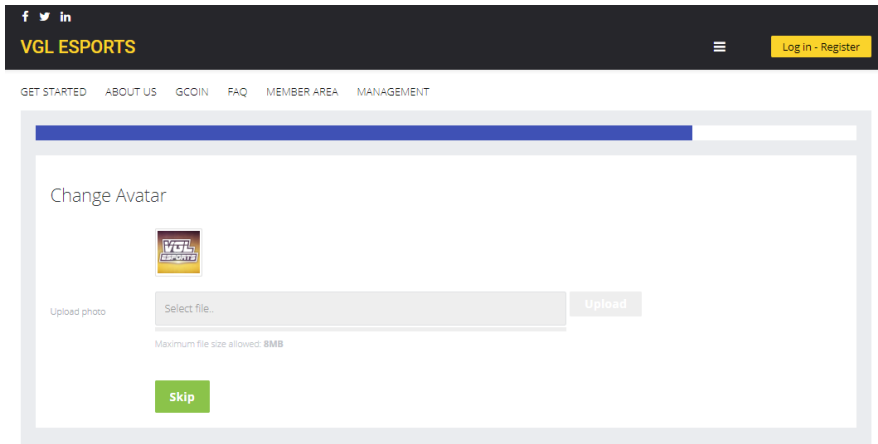 VGL ESPORTS
Log in - Register
GET STARTED ABOUT US GCOIN FAQ MEMBER AREA MANAGEMENT
Change Avatar
VGL
ESPORTS
Upload photo
Select file..
Upload
Maximum file size allowed: 8MB
Skip